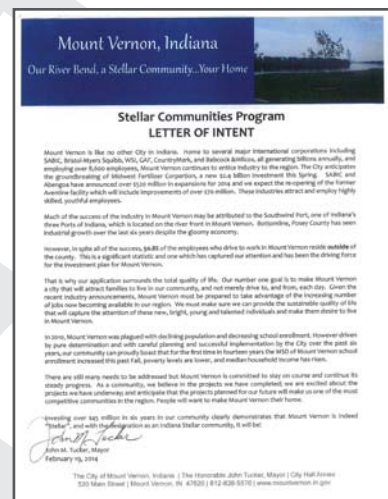 Mount Vernon, Indiana
Our River Bend, a Stellar Community...Your Home
Stellar Communities Program
LETTER OF INTENT
Mount Vernon is like no other City in Indiana. Home to several major international corporations including
SABIC, Bristol-Myers Squibb, WSI, GAF, CountryMark, and Babcock &Wilcox, all generating billions annually, and
employing over 8,000 employees, Mount Vernon continues to entice industry to the region. The City anticipates
the groundbreaking of Midwest Fertilizer Corportion, a new $2.4 billion investment this Spring. SABIC and
Abengoa have announced over $520 million in expansions for 2014 and we expect the re-opening of the former
Aventine facility which will include improvements of over $70 million. These industries attract and employ highly
skilled, youthful employees.
Much of the success of the industry in Mount Vernon may be attributed to the Southwind Port, one of Indiana's
three Ports of Indiana, which is located on the river front in Mount Vernon. Bottomline, Posey County has seen
industrial growth over the last six years despite the gloomy economy.
However, in spite of all of the success, of the employees who drive to work in Mount Vernon reside outside of
the county. This is a significant statistic and one which has captured our attention and has been the driving force
for the investment plan for Mount Vernon.
That is why our application surrounds the total quality of life. Our number one goal is to make Mount Vernon
a city that will attract families to live in our community, and not merely drive to, and from, each day. Given the
recent industry announcements, Mount Vernon must be prepared to take advantage of the increasing number
of jobs now becoming available in our region. We must make sure we can provide the sustainable quality of life
that will capture the attention of these new, bright, young and talented individuals and make them desire to live
in Mount Vernon.
In 2010, Mount Vernon was plagued with declining population and decreasing school enrollment. However driven
by pure determination and with careful planning and successful implementation by the City over the past six
years, our community can proudly boast that for the first time in fourteen years the MSD of Mount Vernon school
enrollment increased this past Fall, poverty levels are lower, and median household income has risen.
There are still many needs to be addressed but Mount Vernon is committed to stay on course and continue its
steady progress. As a community, we believe in the projects we have completed; we are excited about the
projects we have underway; and anticipate that the projects planned for our future will make us one of the most
competitive communities in the region. People will want to make Mount Vernon their home.
Investing over $45 million in six years in our community clearly demonstrates that Mount Vernon is indeed
"Stellar", and with the designation as an Indiana Stellar community, it will be!
John M. Tucker
John M. Tucker, Mayor
February 19, 2014
The City of Mount Vernon, Indiana | The Honorable John Tucker, Mayor | City Hall Annex
520 Main Street | Mount Vernon, IN 47620 | 812-838-5576 | www.mountvernon.in.gov